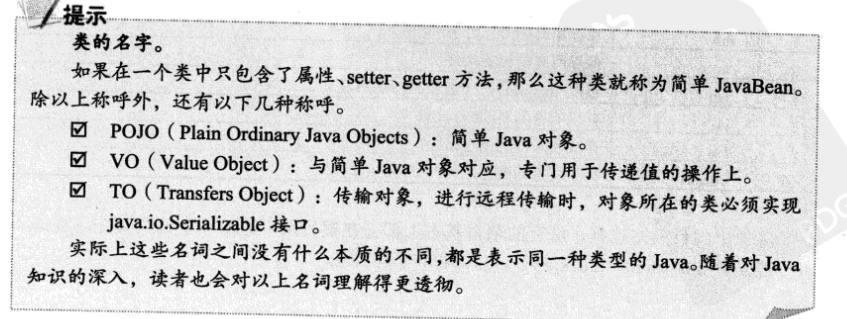 提示
类的名字。
如果在一个类中只包含了属性、setter、getter 方法，那么这种类就称为简单 JavaBean。
除以上称呼外，还有以下几种称呼。
☑ POJO（Plain Ordinary Java Objects）：简单 Java 对象。
☑ VO（Value Object）：与简单 Java 对象对应，专门用于传递值的操作上。
☑ TO（Transfers Object）：传输对象，进行远程传输时，对象所在的类必须实现
java.io.Serializable 接口。
实际上这些名词之间没有什么本质的不同，都是表示同一种类型的 Java。随着对 Java
知识的深入，读者也会对以上名词理解得更透彻。